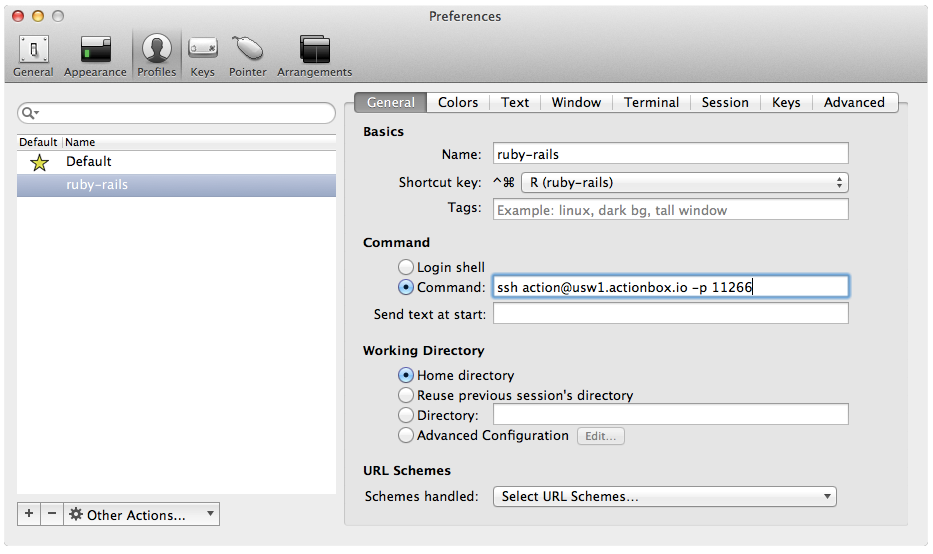 Preferences
General Appearance Profiles Keys Pointer Arrangements
General Colors Text Window Terminal Session Keys Advanced
Default Name
Default
ruby-rails
Basics
Name: ruby-rails
Shortcut key: ^⌘ R (ruby-rails)
Tags: Example: linux, dark bg, tall window
Command
Login shell
Command: ssh action@usw1.actionbox.io -p 11266
Send text at start:
Working Directory
Home directory
Reuse previous session's directory
Directory:
Advanced Configuration Edit...
URL Schemes
Schemes handled: Select URL Schemes...
+ − Other Actions...